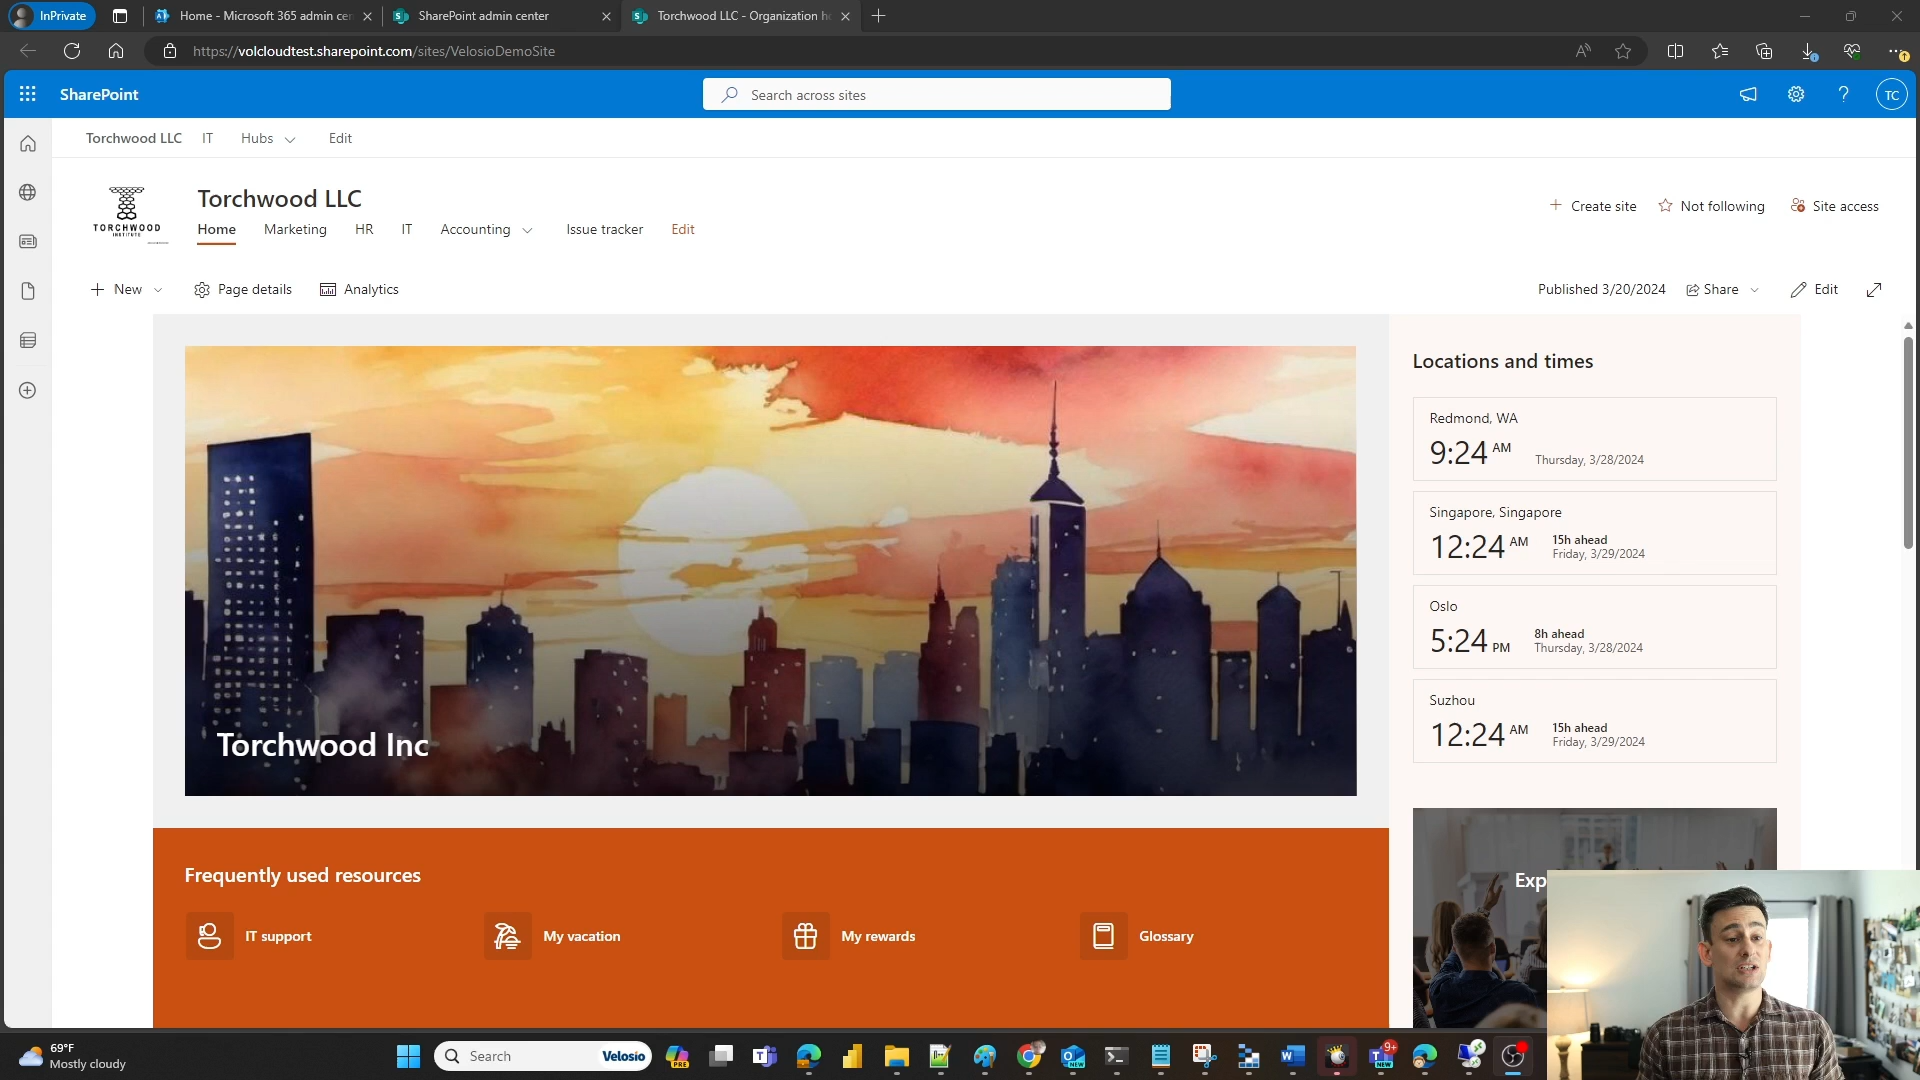 InPrivate
Home - Microsoft 365 admin cen
SharePoint admin center
Torchwood LLC - Organization h
https://volcloudtest.sharepoint.com/sites/VelosioDemoSite
SharePoint
Search across sites
TC
Torchwood LLC
IT
Hubs
Edit
TORCHWOOD
INSTITUTE
Torchwood LLC
Home
Marketing
HR
IT
Accounting
Issue tracker
Edit
Create site
Not following
Site access
New
Page details
Analytics
Published 3/20/2024
Share
Edit
Torchwood Inc
Locations and times
Redmond, WA
9:24 AM
Thursday, 3/28/2024
Singapore, Singapore
12:24 AM
15h ahead
Friday, 3/29/2024
Oslo
5:24 PM
8h ahead
Thursday, 3/28/2024
Suzhou
12:24 AM
15h ahead
Friday, 3/29/2024
Exp
Frequently used resources
IT support
My vacation
My rewards
Glossary
69°F
Mostly cloudy
Search
Velosio
PRE
NEW
9+
NEW